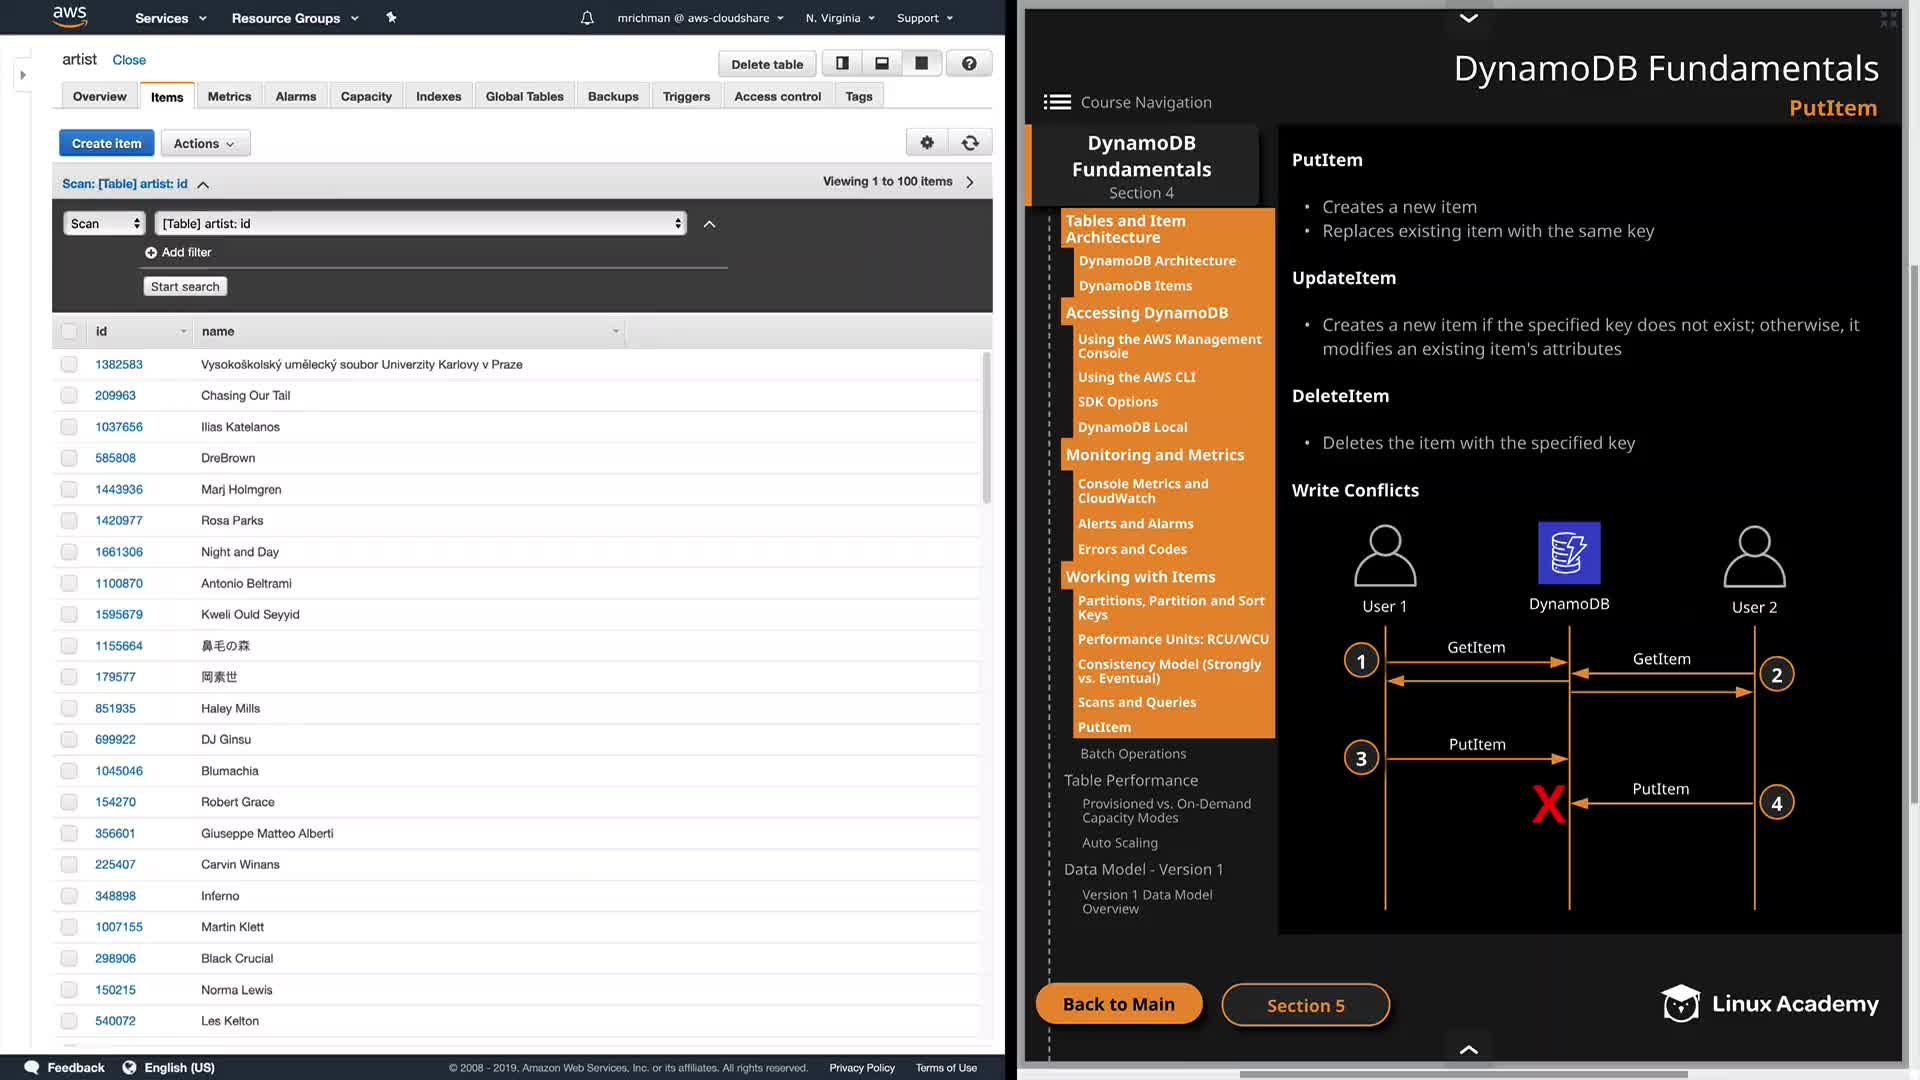 aws
Services
Resource Groups
mrichman @ aws-cloudshare
N. Virginia
Support
artist
Close
Delete table
Overview
Items
Metrics
Alarms
Capacity
Indexes
Global Tables
Backups
Triggers
Access control
Tags
Create item
Actions
Scan: [Table] artist: id
Viewing 1 to 100 items
Scan
[Table] artist: id
Add filter
Start search
id name
1382583 Vysokoškolský umělecký soubor Univerzity Karlovy v Praze
209963 Chasing Our Tail
1037656 Ilias Katelanos
585808 DreBrown
1443936 Marj Holmgren
1420977 Rosa Parks
1661306 Night and Day
1100870 Antonio Beltrami
1595679 Kweli Ould Seyyid
1155664 鼻毛の森
179577 岡素世
851935 Haley Mills
699922 DJ Ginsu
1045046 Blumachia
154270 Robert Grace
356601 Giuseppe Matteo Alberti
225407 Carvin Winans
348898 Inferno
1007155 Martin Klett
298906 Black Crucial
150215 Norma Lewis
540072 Les Kelton
Feedback
English (US)
© 2008 - 2019, Amazon Web Services, Inc. or its affiliates. All rights reserved.
Privacy Policy
Terms of Use
DynamoDB Fundamentals
PutItem
Course Navigation
DynamoDB
Fundamentals
Section 4
Tables and Item
Architecture
DynamoDB Architecture
DynamoDB Items
Accessing DynamoDB
Using the AWS Management
Console
Using the AWS CLI
SDK Options
DynamoDB Local
Monitoring and Metrics
Console Metrics and
CloudWatch
Alerts and Alarms
Errors and Codes
Working with Items
Partitions, Partition and Sort
Keys
Performance Units: RCU/WCU
Consistency Model (Strongly
vs. Eventual)
Scans and Queries
PutItem
Batch Operations
Table Performance
Provisioned vs. On-Demand
Capacity Modes
Auto Scaling
Data Model - Version 1
Version 1 Data Model
Overview
PutItem
• Creates a new item
• Replaces existing item with the same key
UpdateItem
• Creates a new item if the specified key does not exist; otherwise, it
modifies an existing item's attributes
DeleteItem
• Deletes the item with the specified key
Write Conflicts
User 1
DynamoDB
User 2
1
GetItem
GetItem
2
3
PutItem
X
PutItem
4
Back to Main
Section 5
Linux Academy